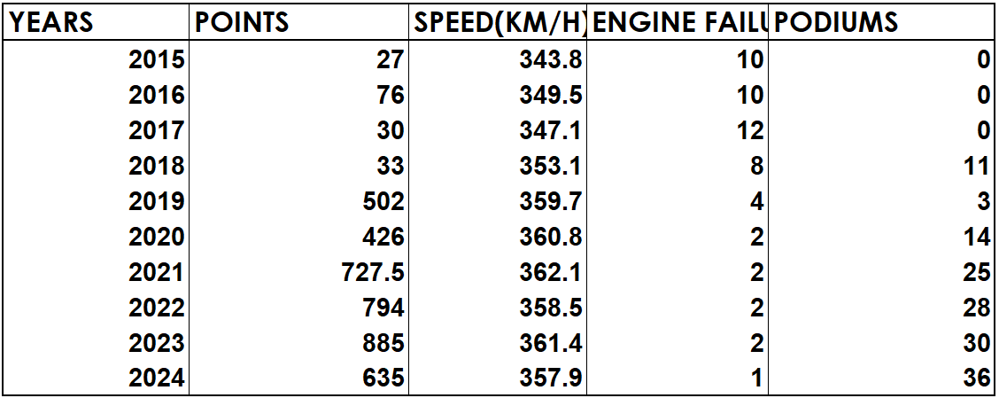 YEARS POINTS SPEED(KM/H) ENGINE FAILU PODIUMS
2015 27 343.8 10 0
2016 76 349.5 10 0
2017 30 347.1 12 0
2018 33 353.1 8 11
2019 502 359.7 4 3
2020 426 360.8 2 14
2021 727.5 362.1 2 25
2022 794 358.5 2 28
2023 885 361.4 2 30
2024 635 357.9 1 36